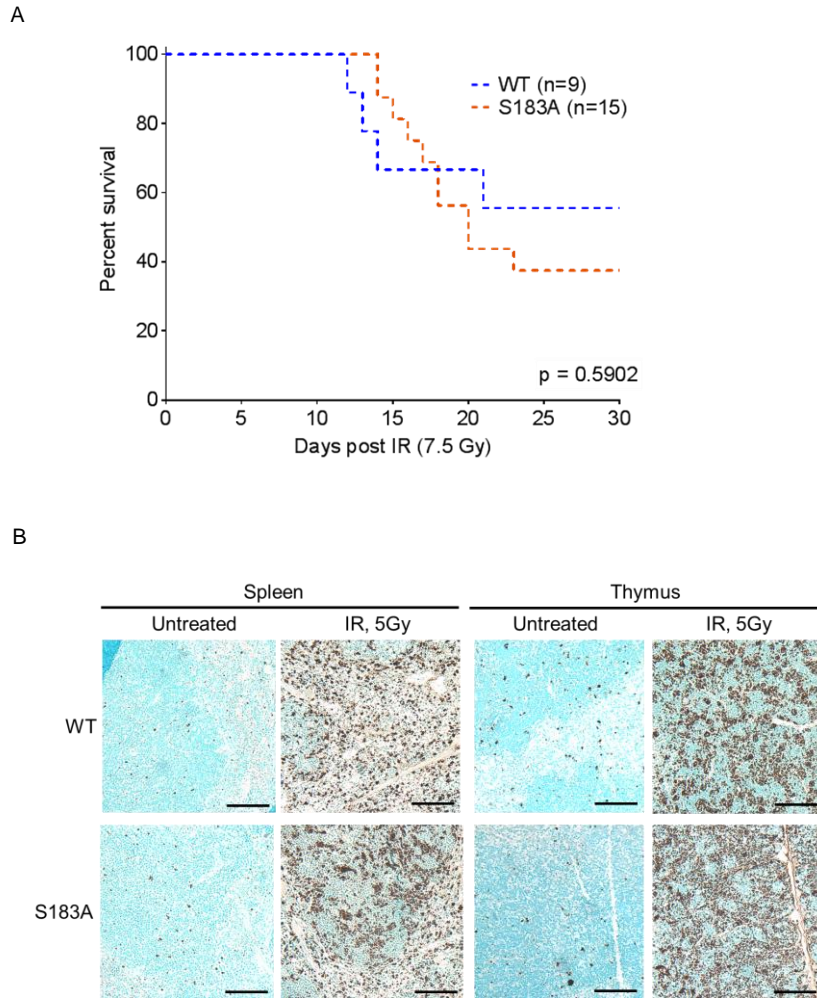 A
100
80
60
40
20
0
Percent survival
WT (n=9)
S183A (n=15)
p = 0.5902
0 5 10 15 20 25 30
Days post IR (7.5 Gy)
B
Spleen Thymus
Untreated IR, 5Gy Untreated IR, 5Gy
WT
S183A